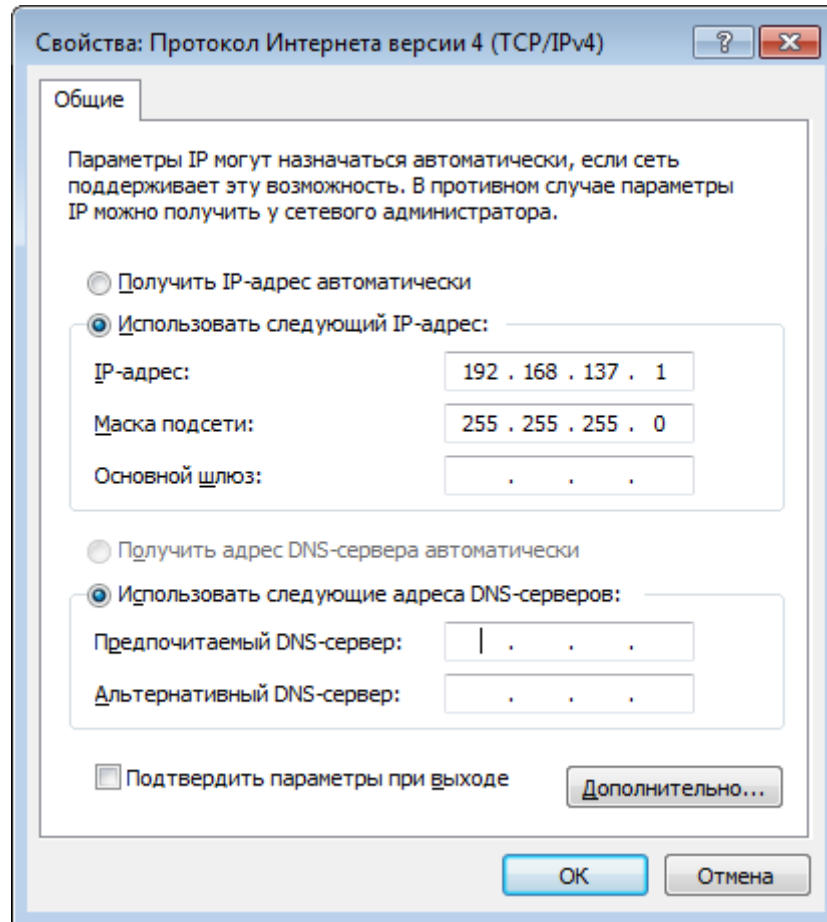 Свойства: Протокол Интернета версии 4 (TCP/IPv4)
Общие
Параметры IP могут назначаться автоматически, если сеть
поддерживает эту возможность. В противном случае параметры
IP можно получить у сетевого администратора.
Получить IP-адрес автоматически
Использовать следующий IP-адрес:
IP-адрес: 192 . 168 . 137 . 1
Маска подсети: 255 . 255 . 255 . 0
Основной шлюз: . . .
Получить адрес DNS-сервера автоматически
Использовать следующие адреса DNS-серверов:
Предпочитаемый DNS-сервер: . . .
Альтернативный DNS-сервер: . . .
Подтвердить параметры при выходе Дополнительно...
ОК Отмена